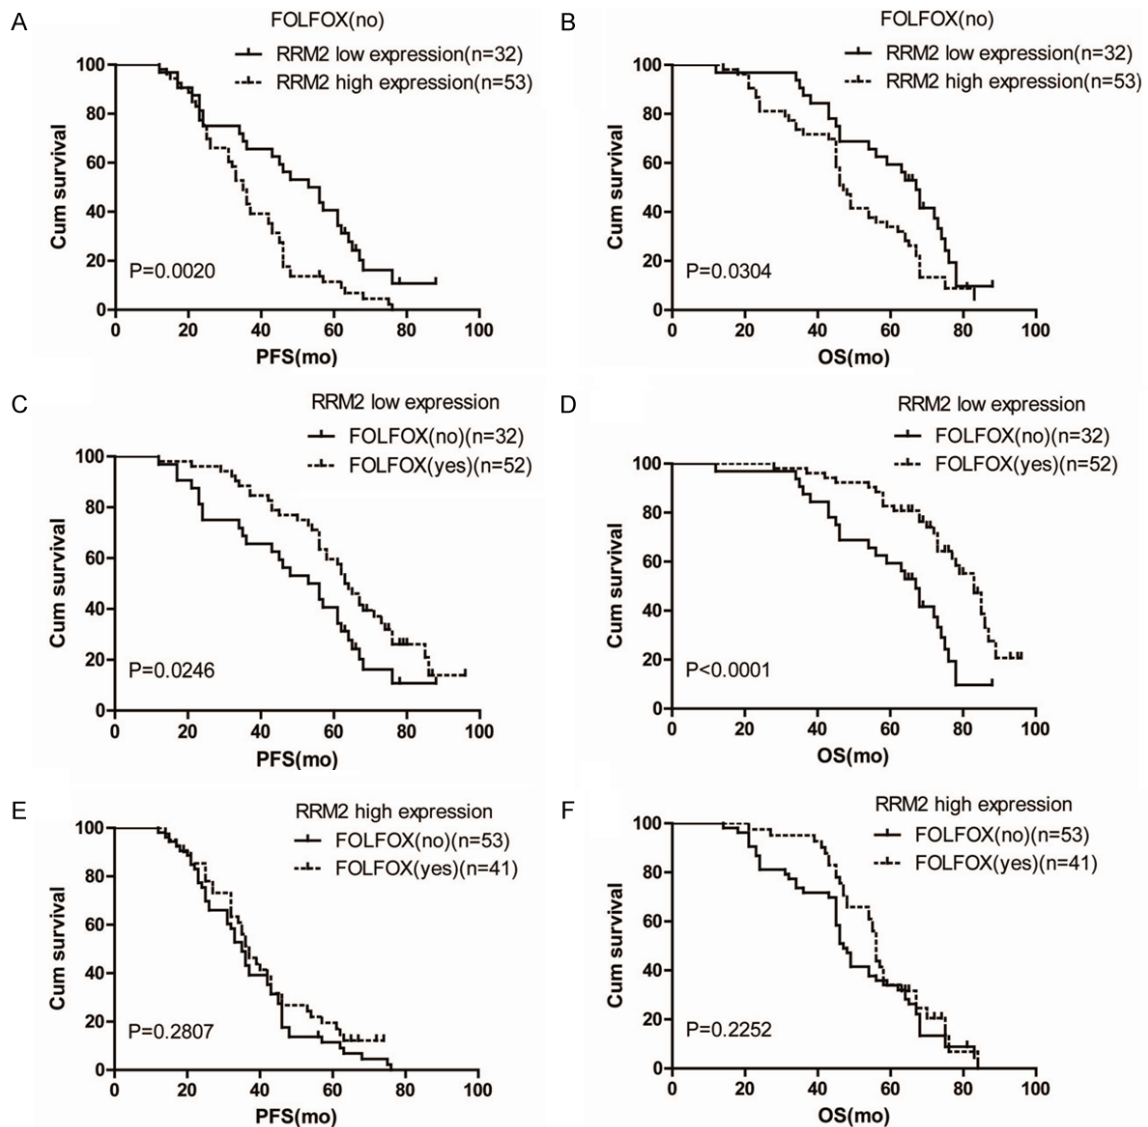 A
FOLFOX(no)
RRM2 low expression(n=32)
RRM2 high expression(n=53)
100
80
60
40
20
0
Cum survival
P=0.0020
0 20 40 60 80 100
PFS(mo)
B
FOLFOX(no)
RRM2 low expression(n=32)
RRM2 high expression(n=53)
100
80
60
40
20
0
Cum survival
P=0.0304
0 20 40 60 80 100
OS(mo)
C
RRM2 low expression
FOLFOX(no)(n=32)
FOLFOX(yes)(n=52)
100
80
60
40
20
0
Cum survival
P=0.0246
0 20 40 60 80 100
PFS(mo)
D
RRM2 low expression
FOLFOX(no)(n=32)
FOLFOX(yes)(n=52)
100
80
60
40
20
0
Cum survival
P<0.0001
0 20 40 60 80 100
OS(mo)
E
RRM2 high expression
FOLFOX(no)(n=53)
FOLFOX(yes)(n=41)
100
80
60
40
20
0
Cum survival
P=0.2807
0 20 40 60 80 100
PFS(mo)
F
RRM2 high expression
FOLFOX(no)(n=53)
FOLFOX(yes)(n=41)
100
80
60
40
20
0
Cum survival
P=0.2252
0 20 40 60 80 100
OS(mo)